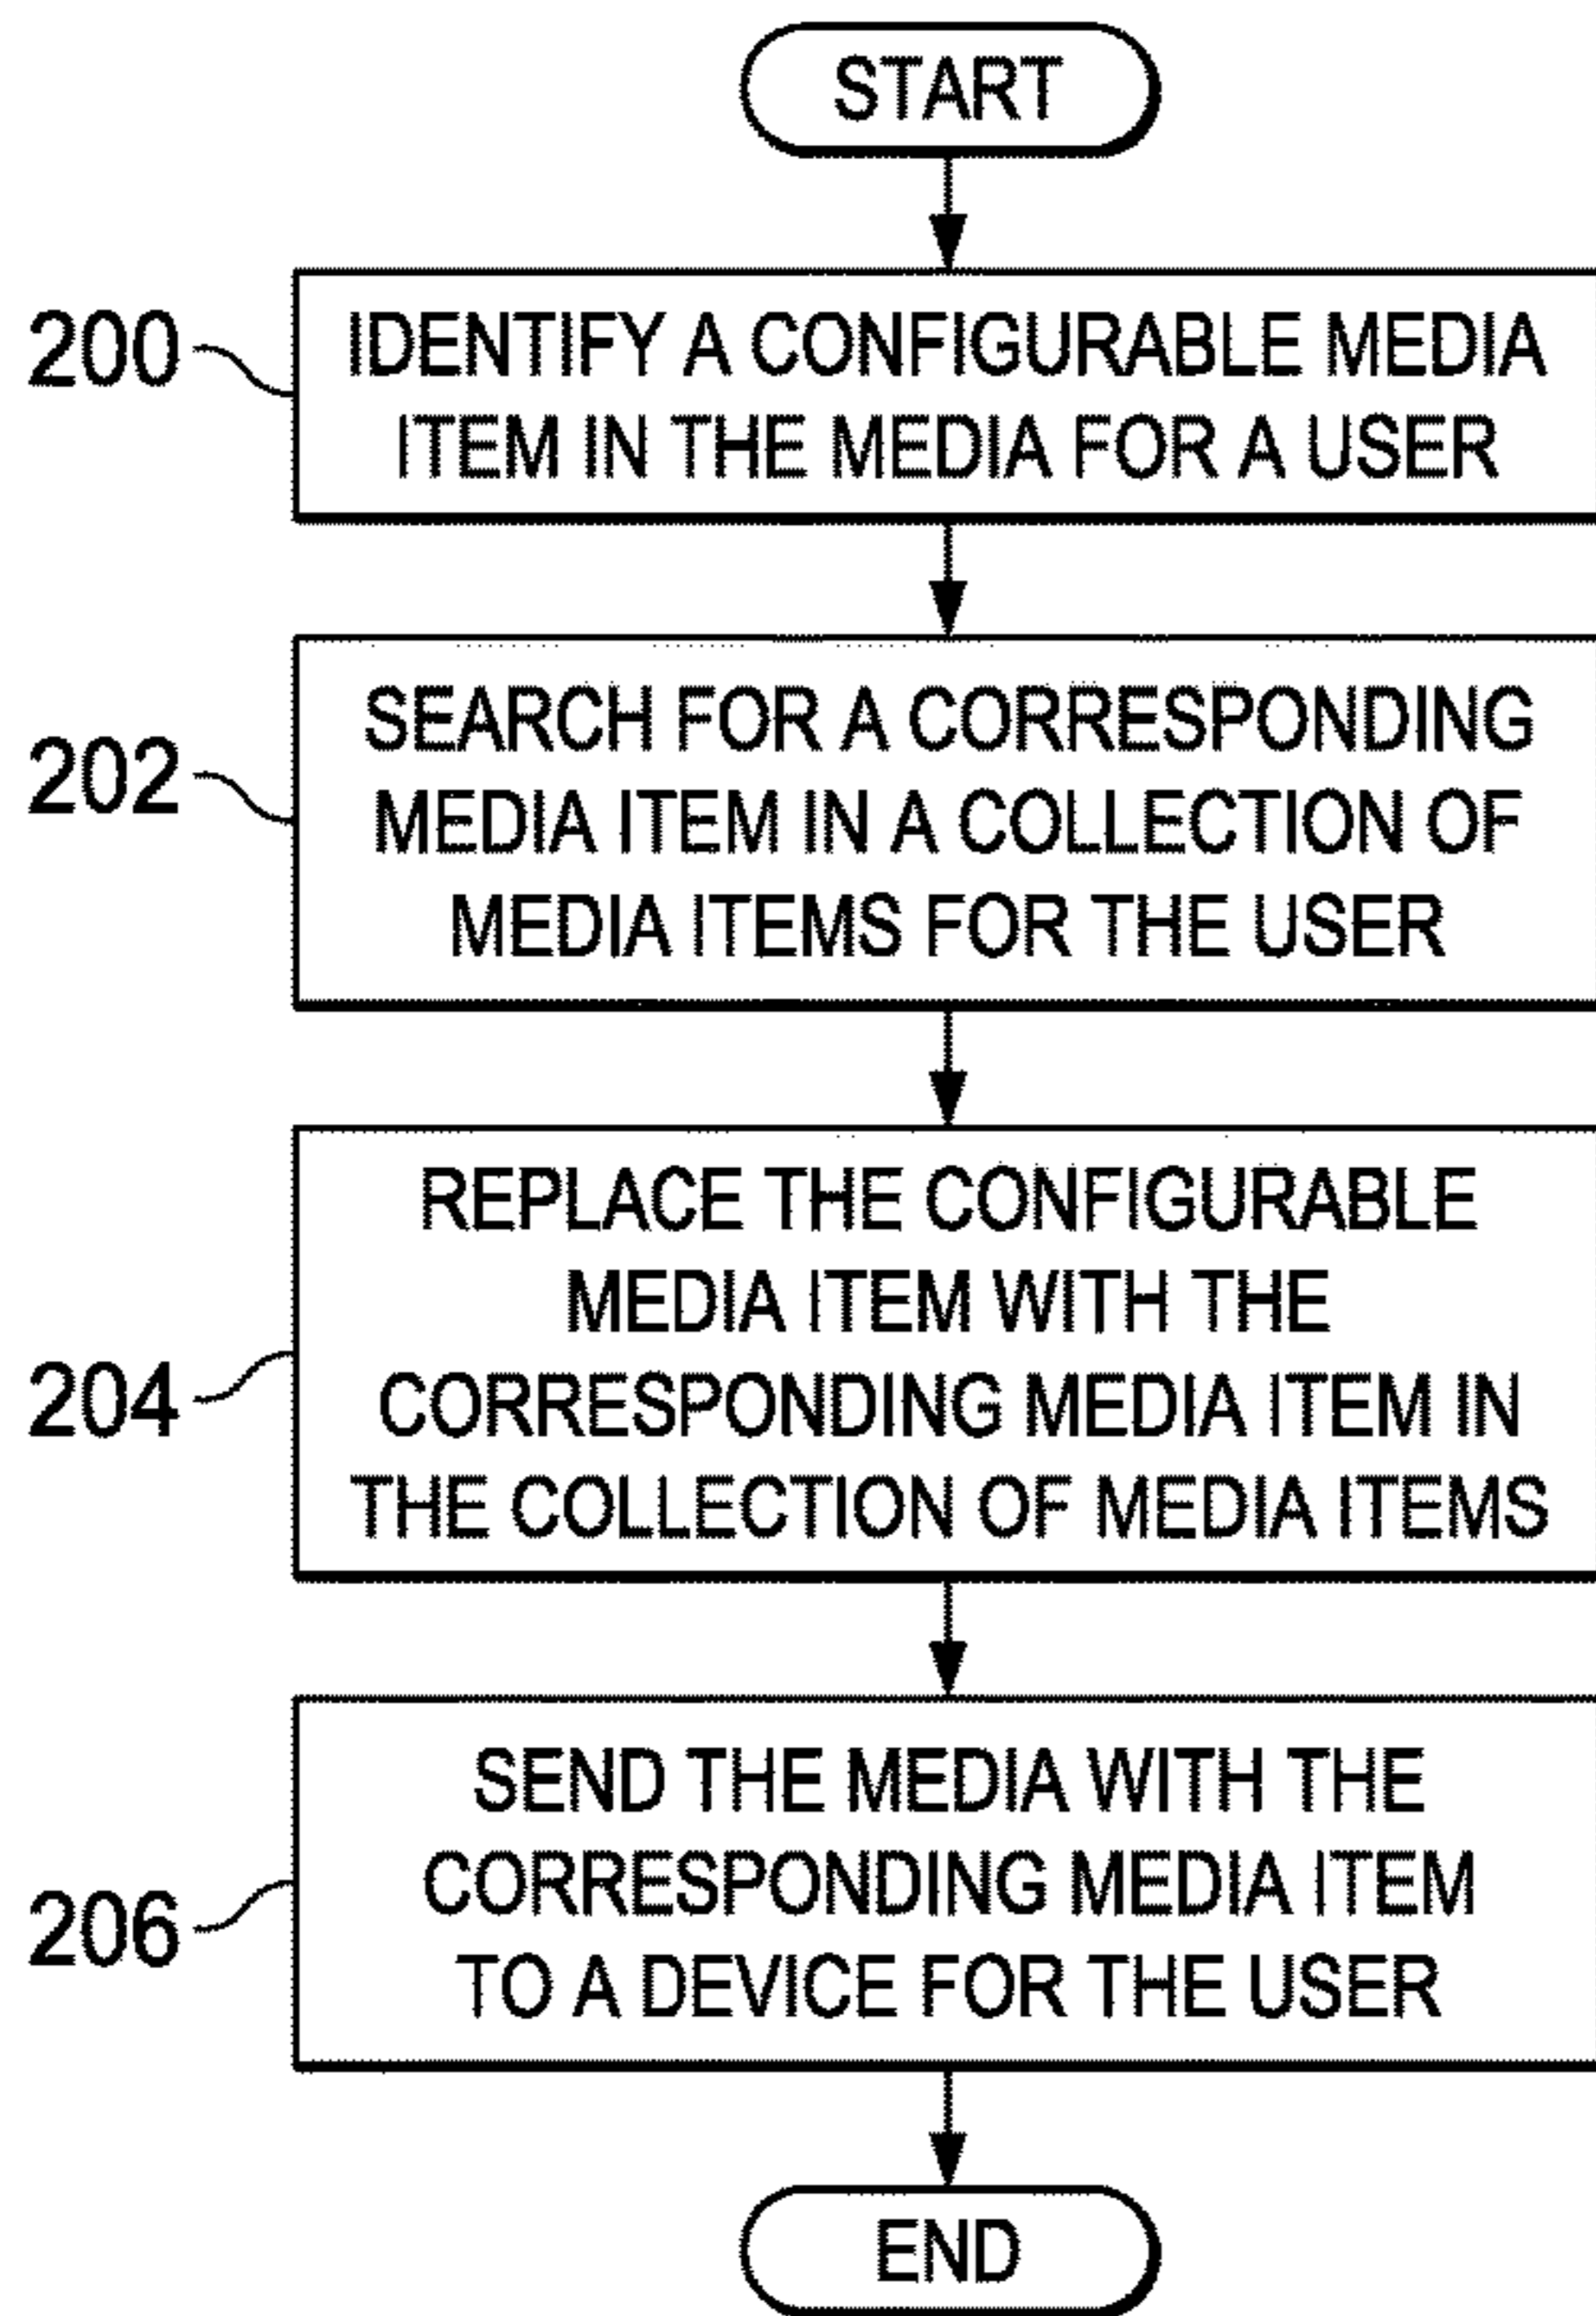 START
200
IDENTIFY A CONFIGURABLE MEDIA
ITEM IN THE MEDIA FOR A USER
202
SEARCH FOR A CORRESPONDING
MEDIA ITEM IN A COLLECTION OF
MEDIA ITEMS FOR THE USER
204
REPLACE THE CONFIGURABLE
MEDIA ITEM WITH THE
CORRESPONDING MEDIA ITEM IN
THE COLLECTION OF MEDIA ITEMS
206
SEND THE MEDIA WITH THE
CORRESPONDING MEDIA ITEM
TO A DEVICE FOR THE USER
END